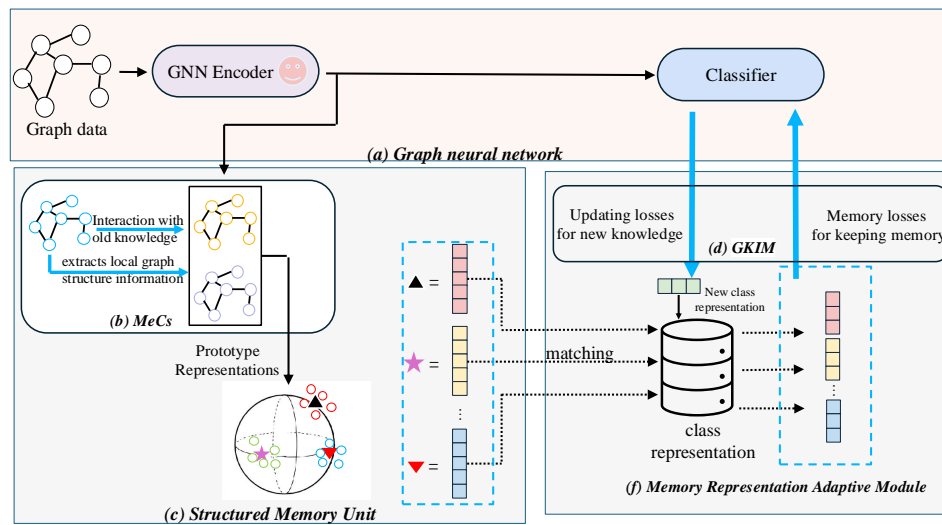 GNN Encoder
Classifier
Graph data
(a) Graph neural network
Interaction with
old knowledge
extracts local graph
structure information
(b) MeCs
Prototype
Representations
(c) Structured Memory Unit
=
=
=
matching
Updating losses
for new knowledge
Memory losses
for keeping memory
(d) GKIM
New class
representation
class
representation
(f) Memory Representation Adaptive Module